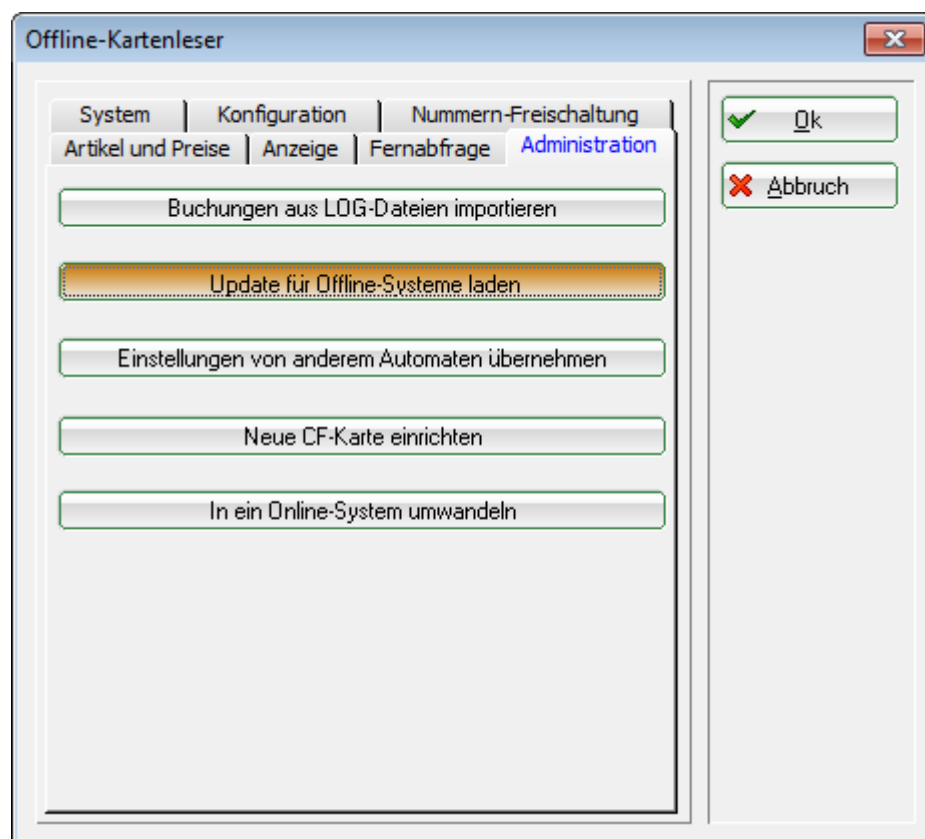 Offline-Kartenleser
System Konfiguration Nummern-Freischaltung
Artikel und Preise Anzeige Fernabfrage Administration
Buchungen aus LOG-Dateien importieren
Update für Offline-Systeme laden
Einstellungen von anderem Automaten übernehmen
Neue CF-Karte einrichten
In ein Online-System umwandeln
Ok
Abbruch